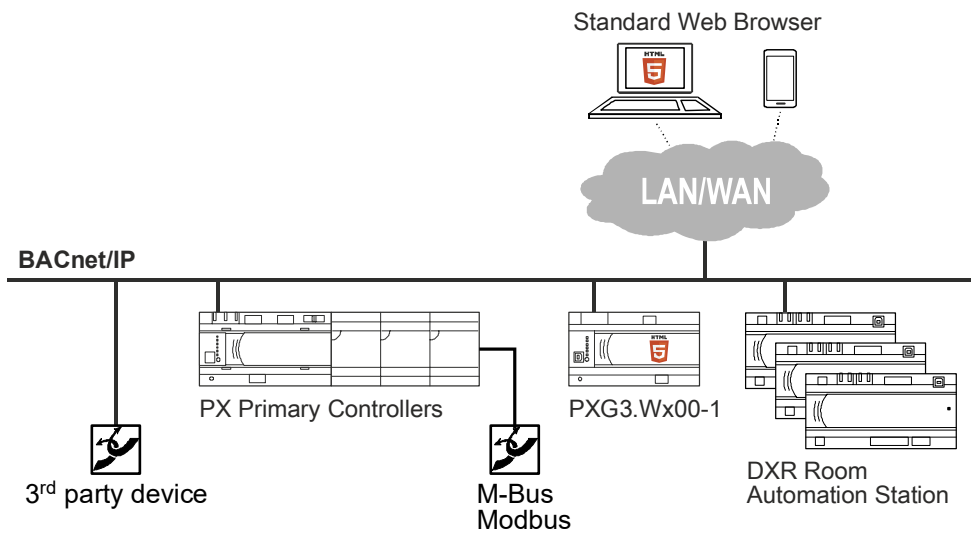 Standard Web Browser
HTML
5
LAN/WAN
BACnet/IP
HTML
5
PX Primary Controllers
PXG3.Wx00-1
3rd party device
M-Bus
Modbus
DXR Room
Automation Station